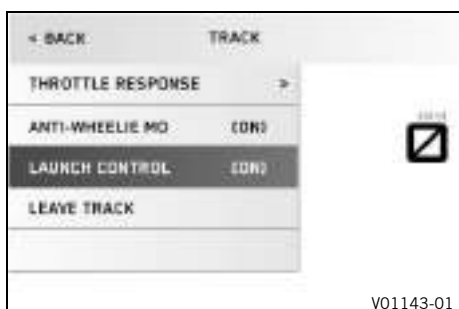 < BACK TRACK
THROTTLE RESPONSE >
ANTI-WHEELIE MO (ON)
LAUNCH CONTROL (ON)
LEAVE TRACK
V01143-01